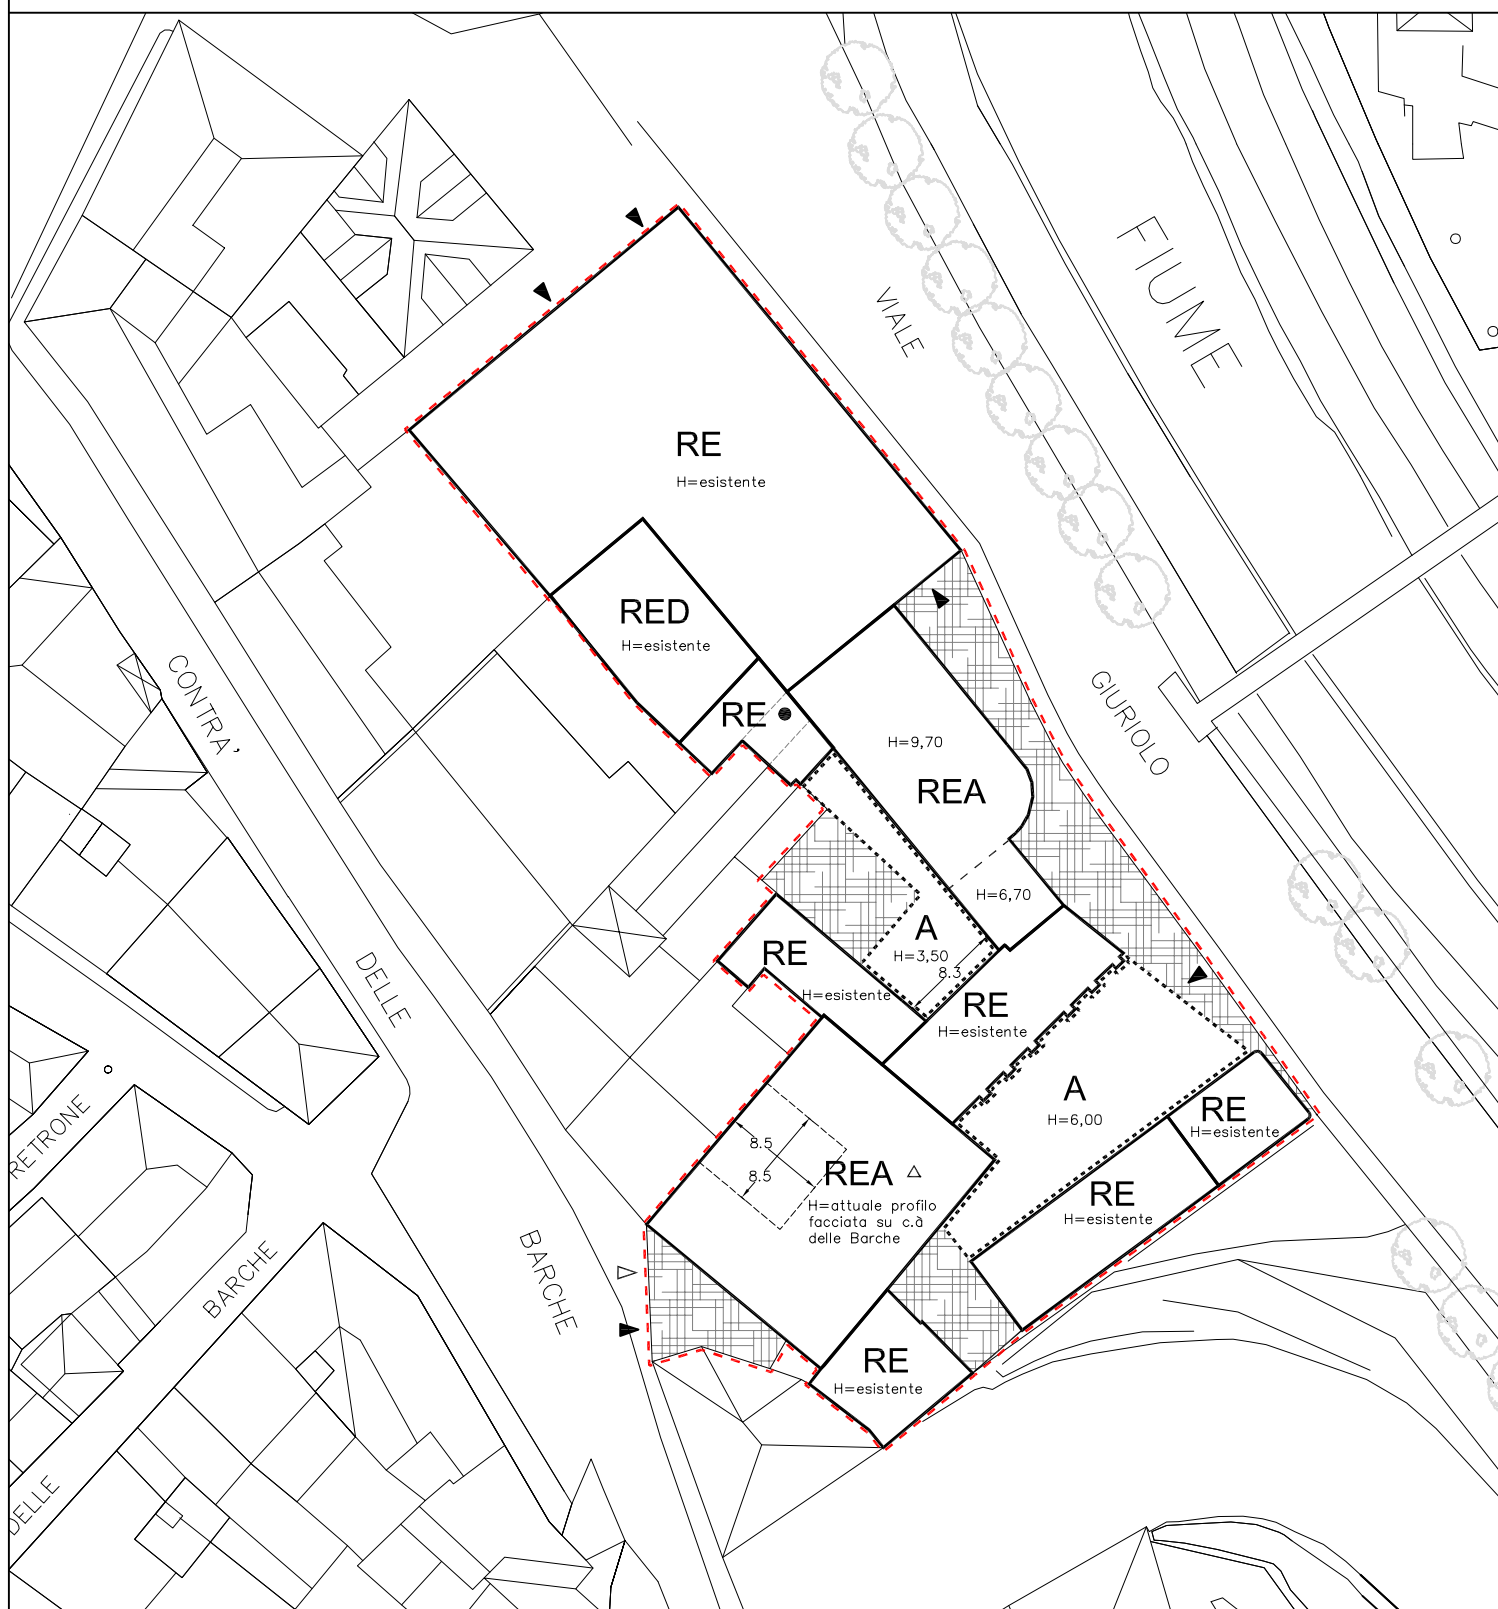 FIUME
VIALE
RE
H=esistente
RED
H=esistente
CONTRA'
GIURIOLO
RE
H=9,70
REA
H=6,70
A
H=3,50
8.3
RE
H=esistente
DELLE
RE
H=esistente
A
H=6,00
RETRONE
RE
H=esistente
8.5
8.5
REA
H=attuale profilo
facciata su c.à
delle Barche
RE
H=esistente
BARCHE
BARCHE
RE
H=esistente
DELLE